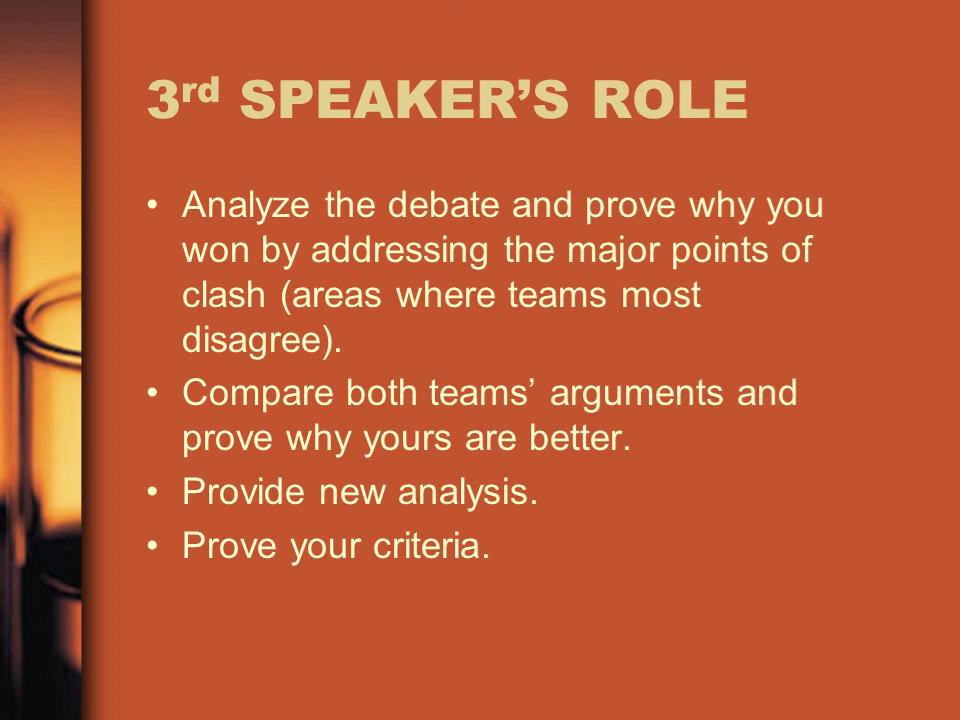 3rd SPEAKER’S ROLE
• Analyze the debate and prove why you
won by addressing the major points of
clash (areas where teams most
disagree).
• Compare both teams’ arguments and
prove why yours are better.
• Provide new analysis.
• Prove your criteria.